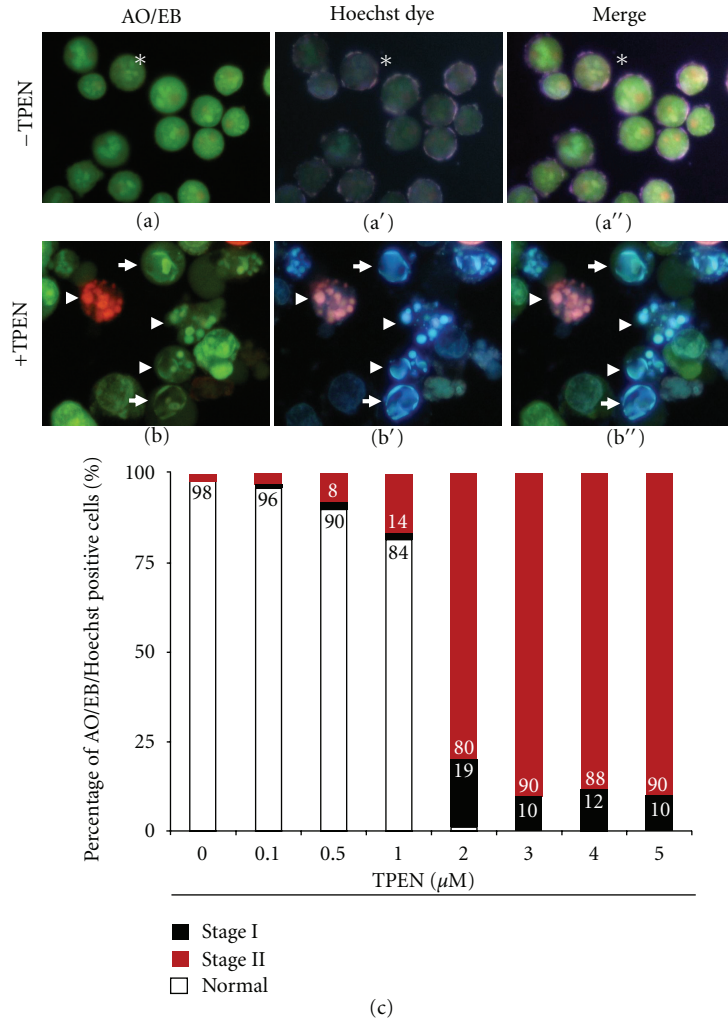 AO/EB Hoechst dye Merge
− TPEN
* * *
(a) (a′) (a″)
+TPEN
(b) (b′) (b″)
Percentage of AO/EB/Hoechst positive cells (%)
100
75
50
25
0
98 96 8 90 14 84 80 19 90 10 88 12 90 10
0 0.1 0.5 1 2 3 4 5
TPEN (μM)
Stage I
Stage II
Normal
(c)